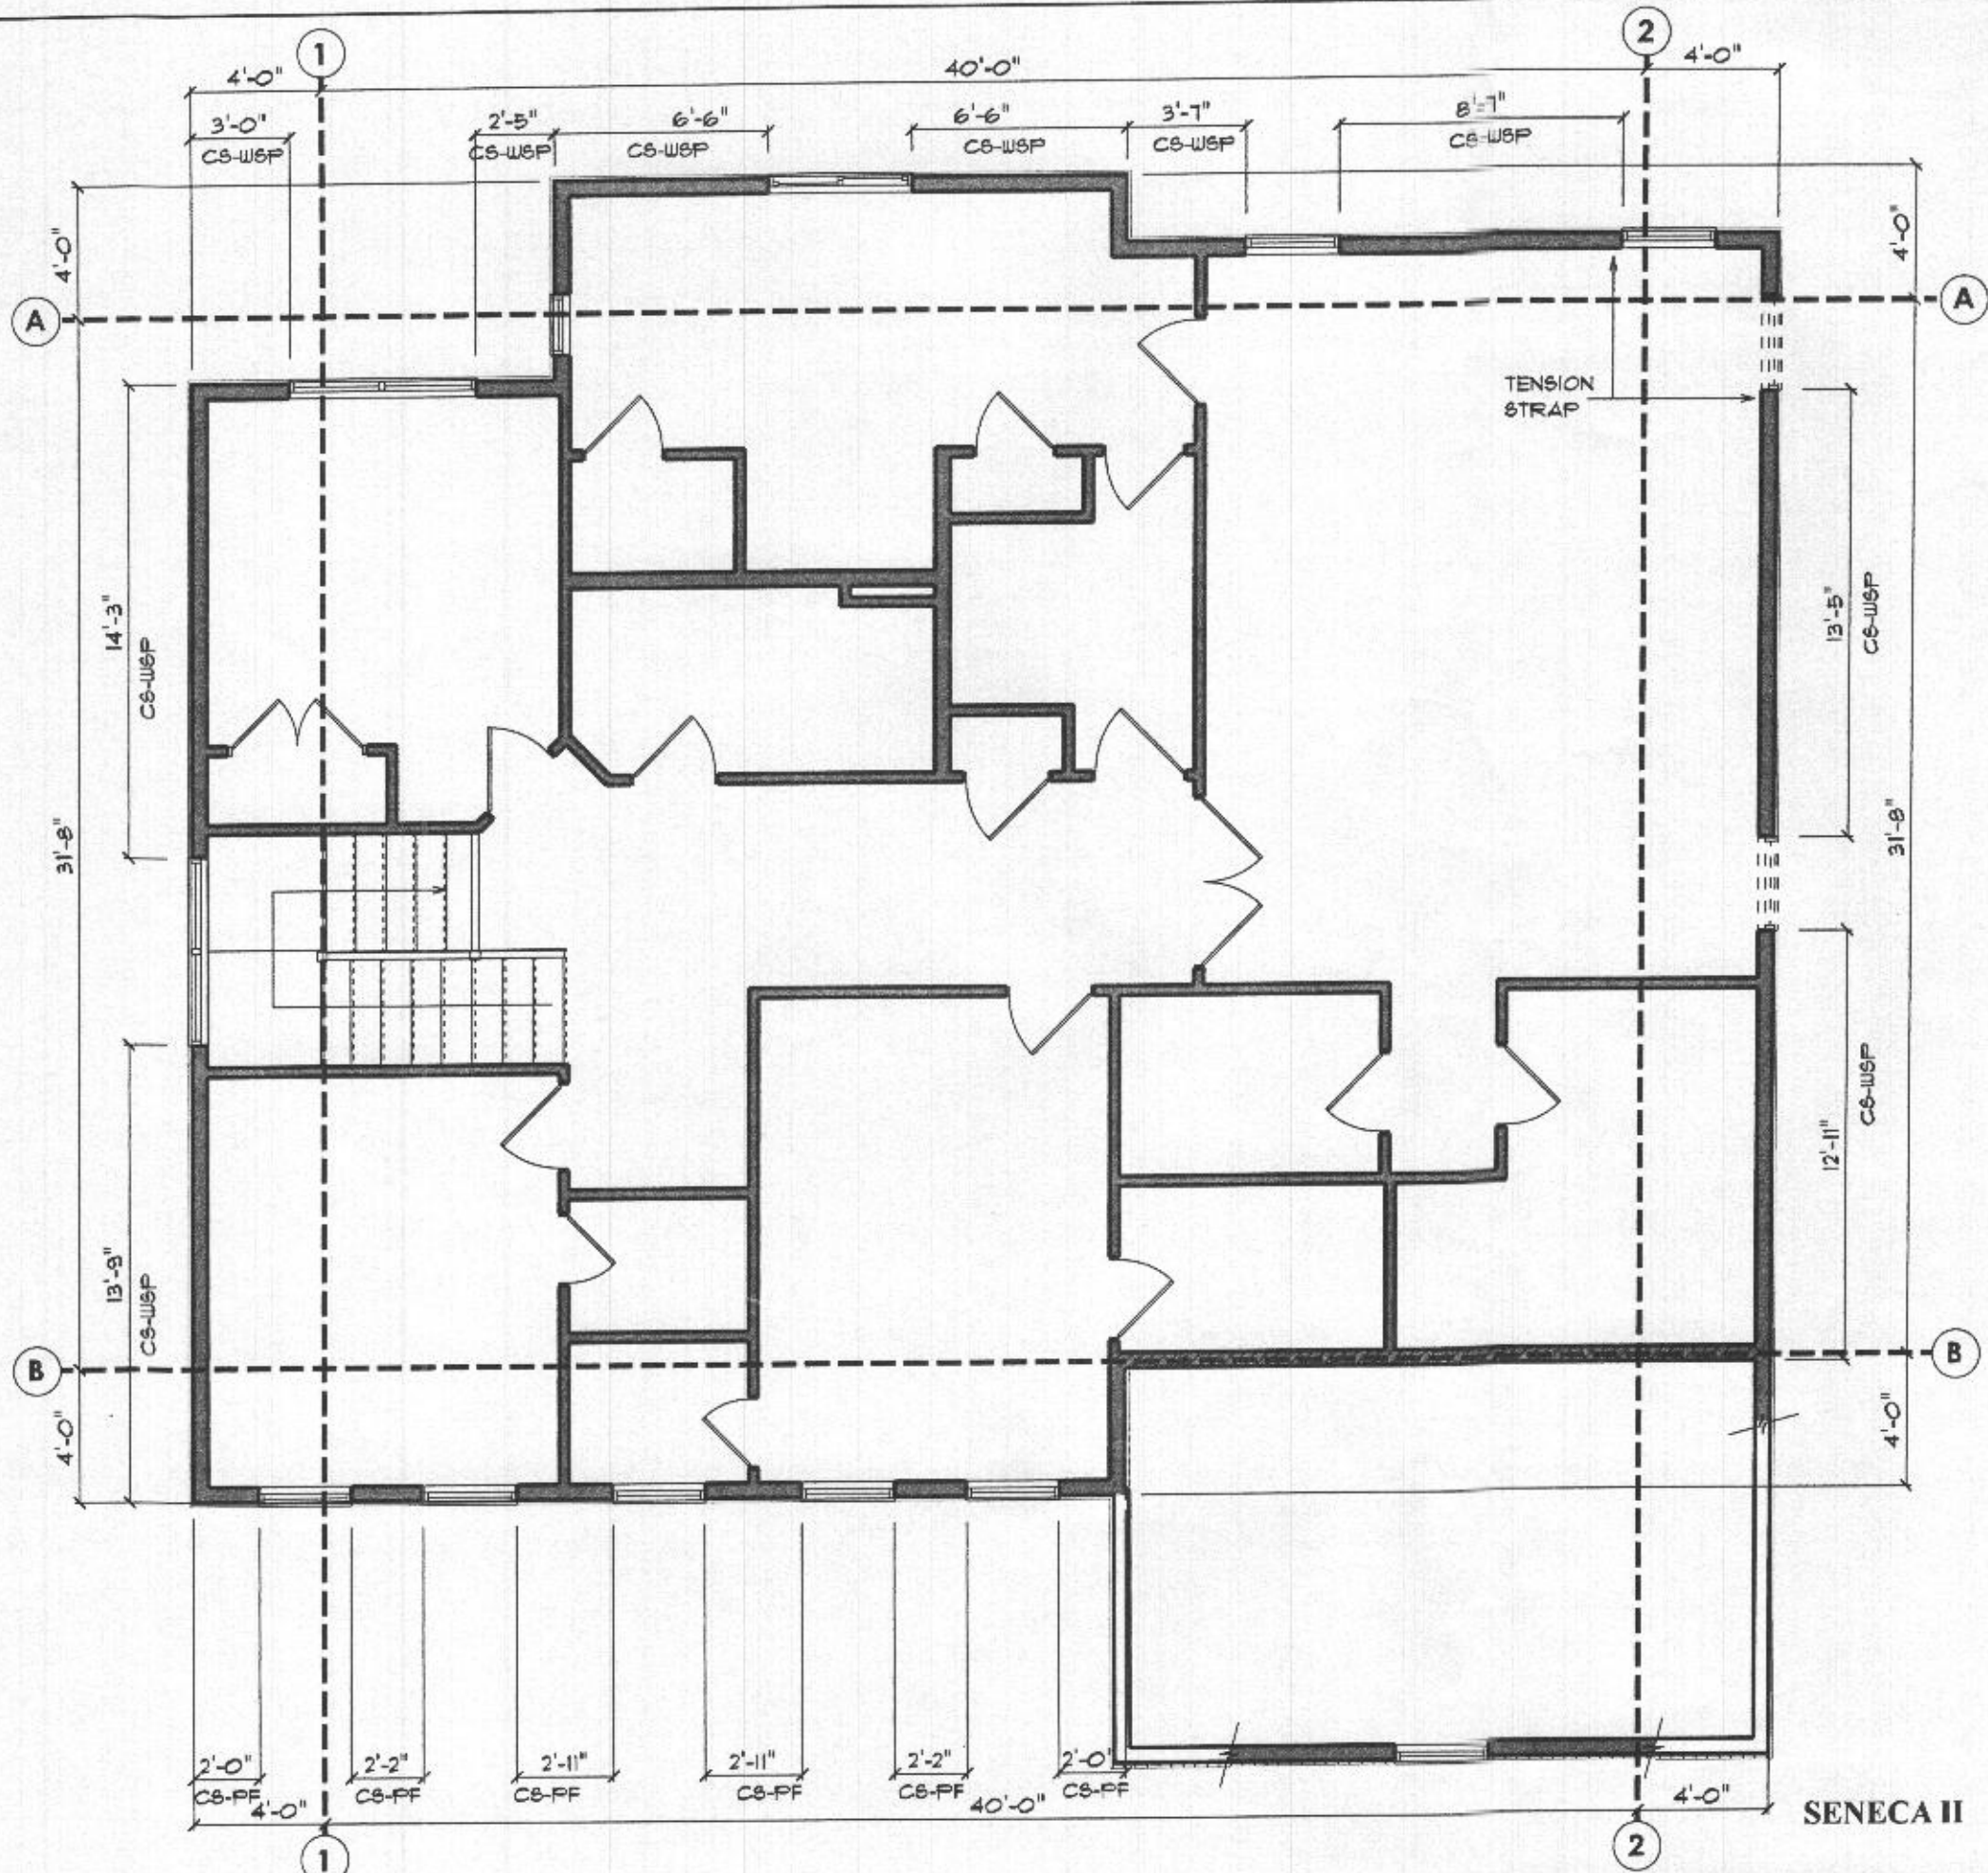 1
2
4'-0"
40'-0"
4'-0"
3'-0"
2'-5"
6'-6"
6'-6"
3'-7"
8'-7"
CS-WSP
CS-WSP
CS-WSP
CS-WSP
CS-WSP
CS-WSP
4'-0"
4'-0"
A
A
TENSION
STRAP
14'-3"
CS-WSP
13'-5"
CS-WSP
31'-8"
31'-8"
12'-11"
CS-WSP
13'-9"
CS-WSP
B
B
4'-0"
4'-0"
2'-0"
2'-2"
2'-11"
2'-11"
2'-2"
2'-0"
CS-PF
CS-PF
CS-PF
CS-PF
CS-PF
CS-PF
4'-0"
40'-0"
4'-0"
SENECA II
1
2